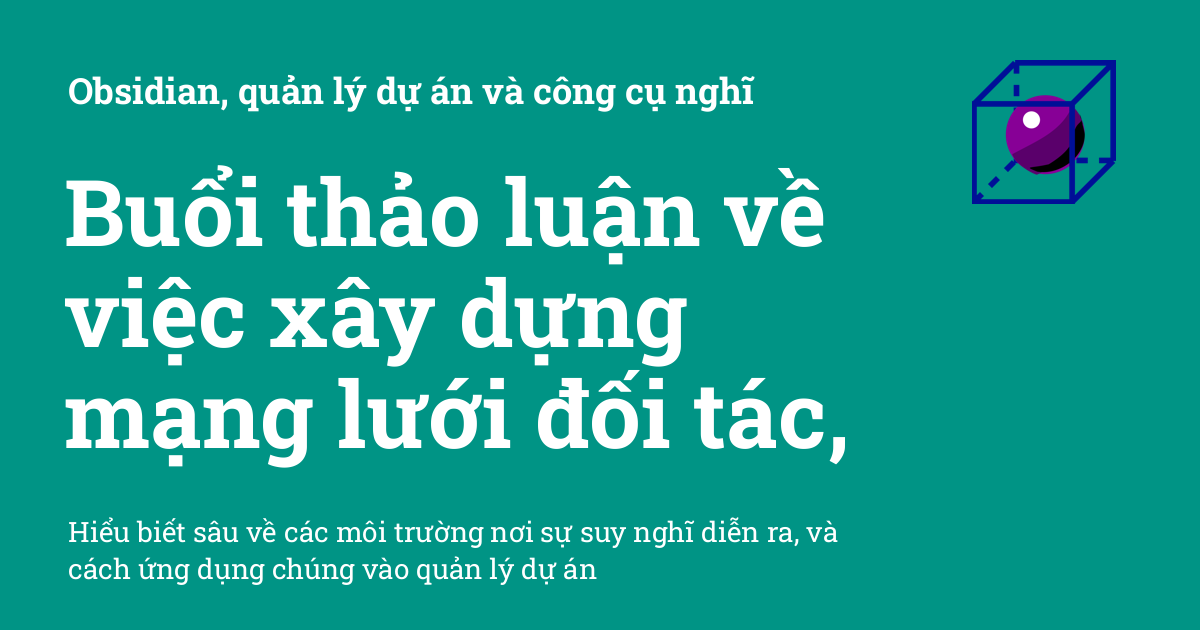 Obsidian, quản lý dự án và công cụ nghĩ
Buổi thảo luận về
việc xây dựng
mạng lưới đối tác,
Hiểu biết sâu về các môi trường nơi sự suy nghĩ diễn ra, và
cách ứng dụng chúng vào quản lý dự án